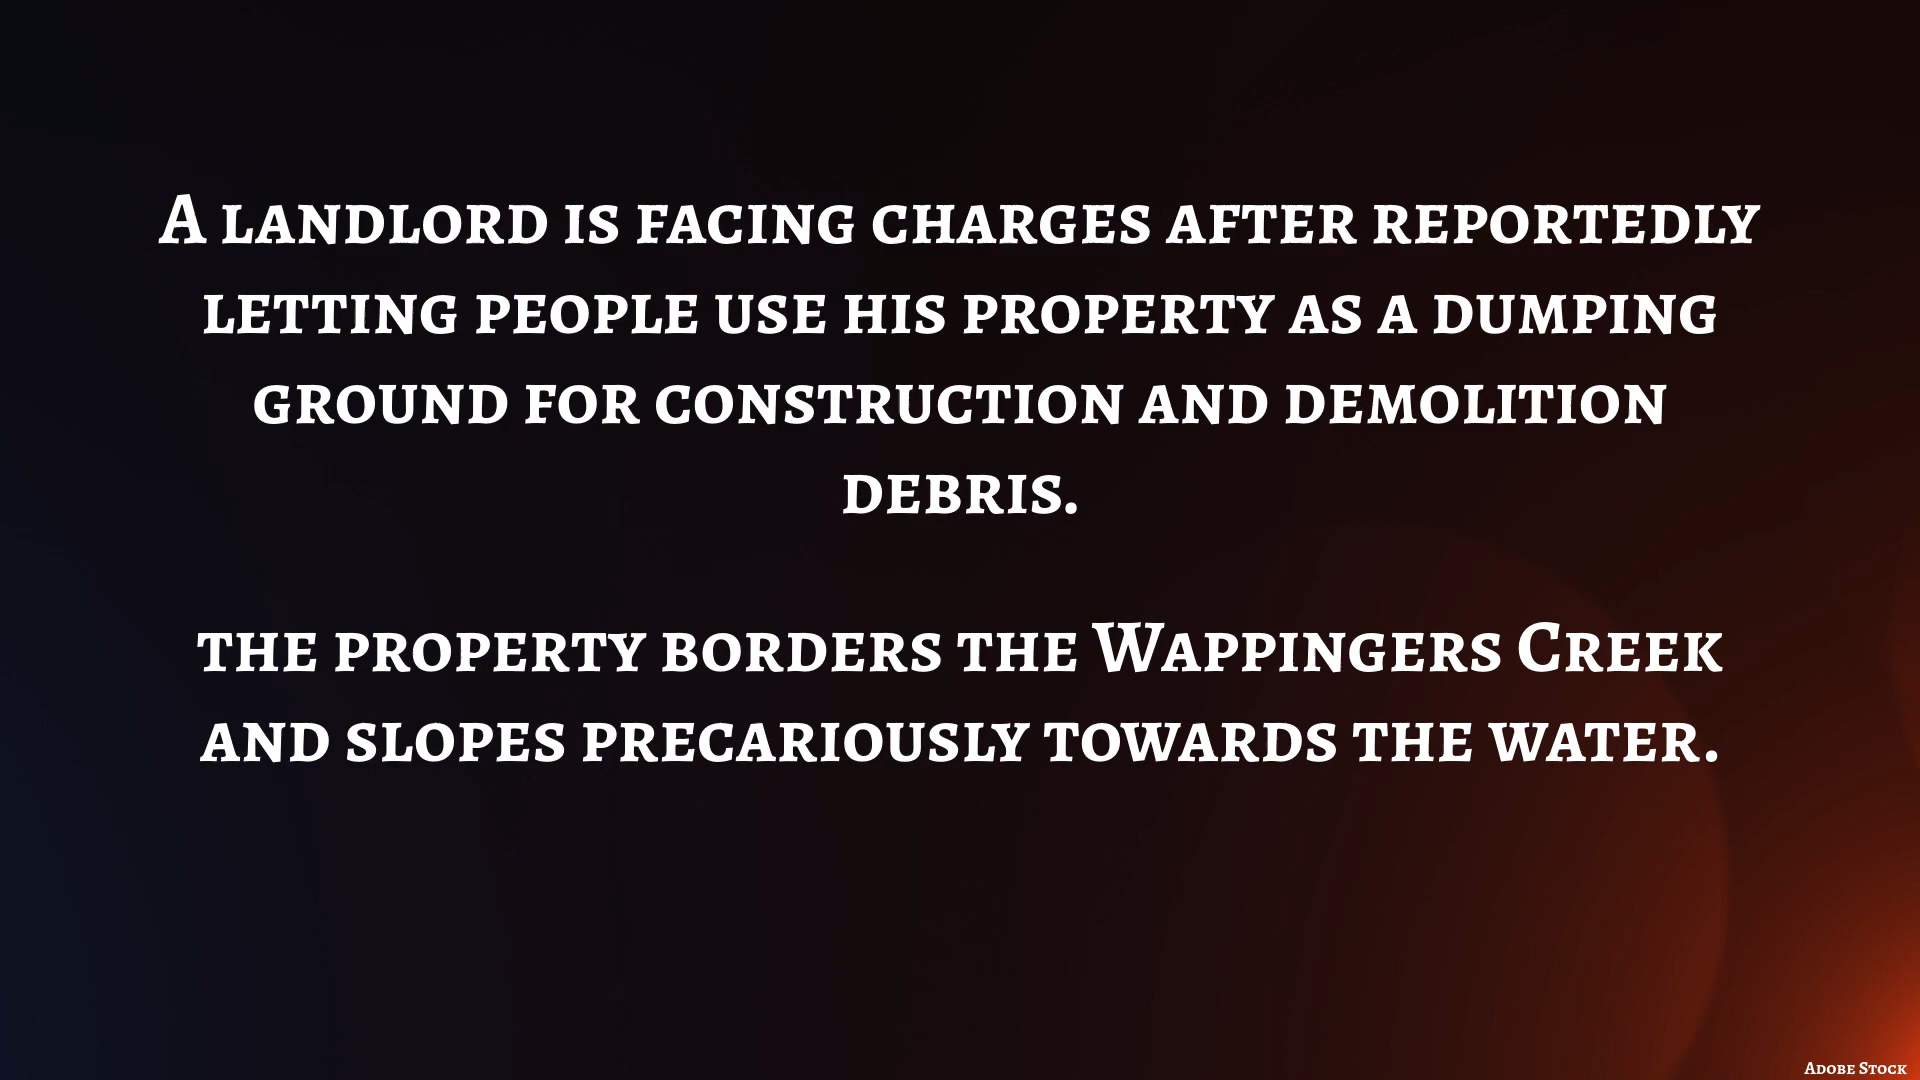 A landlord is facing charges after reportedly
letting people use his property as a dumping
ground for construction and demolition
debris.
the property borders the Wappingers Creek
and slopes precariously towards the water.
Adobe Stock